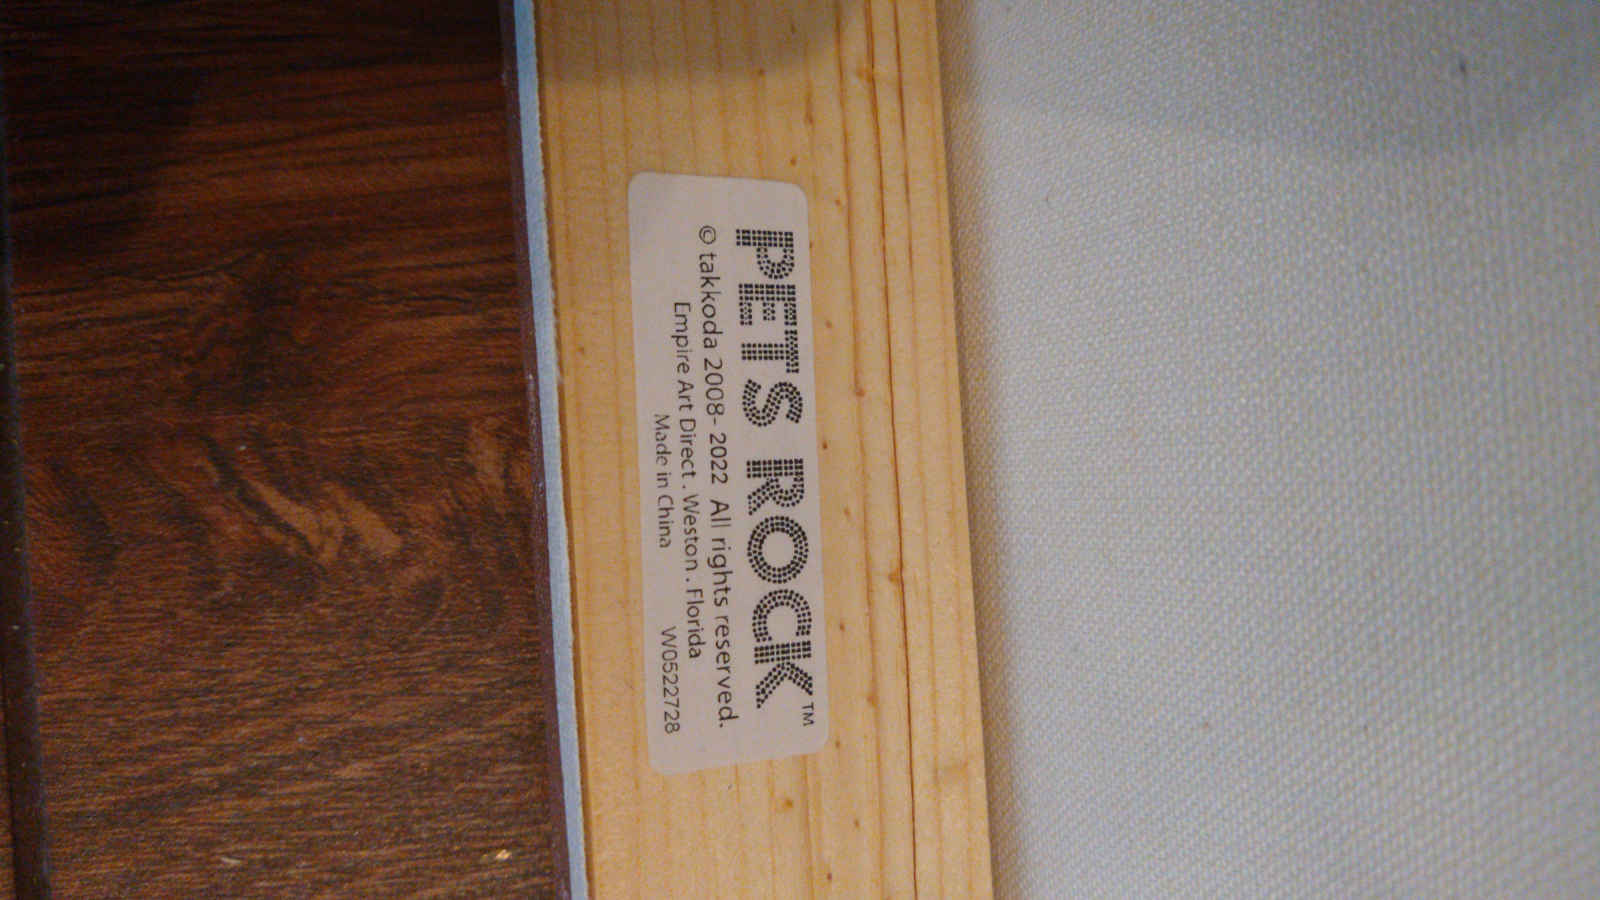 PETS ROCK™
© takkoda 2008- 2022 All rights reserved.
Empire Art Direct . Weston . Florida
Made in China W0522728